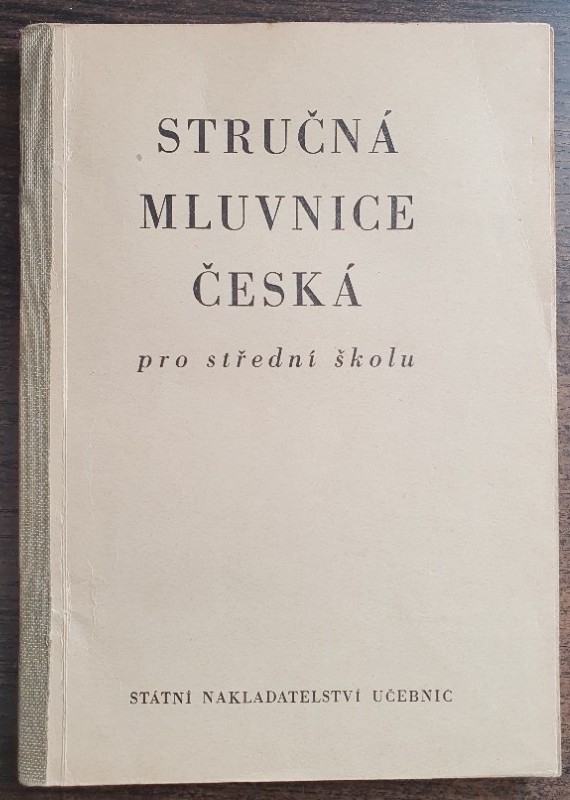 STRUČNÁ
MLUVNICE
ČESKÁ
pro střední školu
STÁTNÍ NAKLADATELSTVÍ UČEBNIC